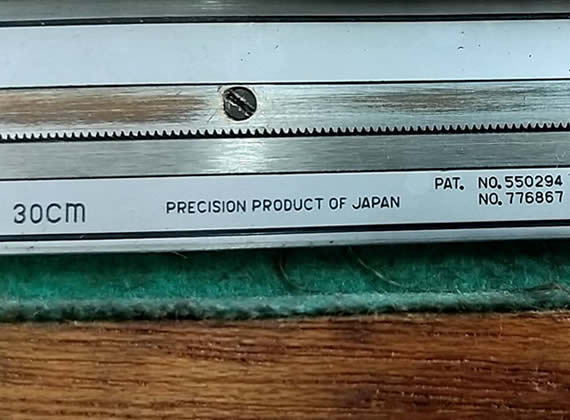 30CM
PRECISION PRODUCT OF JAPAN
PAT. NO. 550294
NO. 776867